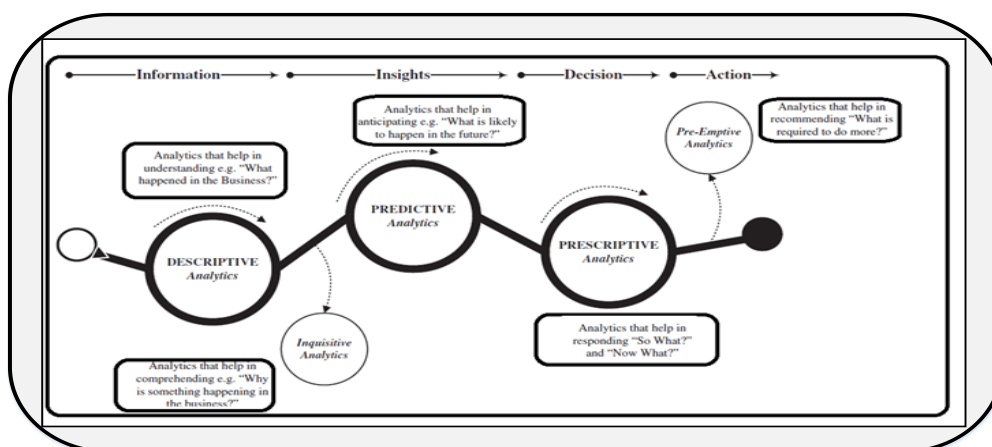 Information
Insights
Decision
Action
Analytics that help in
understanding e.g. “What
happened in the Business?”
Analytics that help in
anticipating e.g. “What is likely
to happen in the future?”
Pre-Emptive
Analytics
Analytics that help in
recommending “What is
required to do more?”
DESCRIPTIVE
Analytics
PREDICTIVE
Analytics
PRESCRIPTIVE
Analytics
Inquisitive
Analytics
Analytics that help in
responding “So What?”
and “Now What?”
Analytics that help in
comprehending e.g. “Why
is something happening in
the business?”